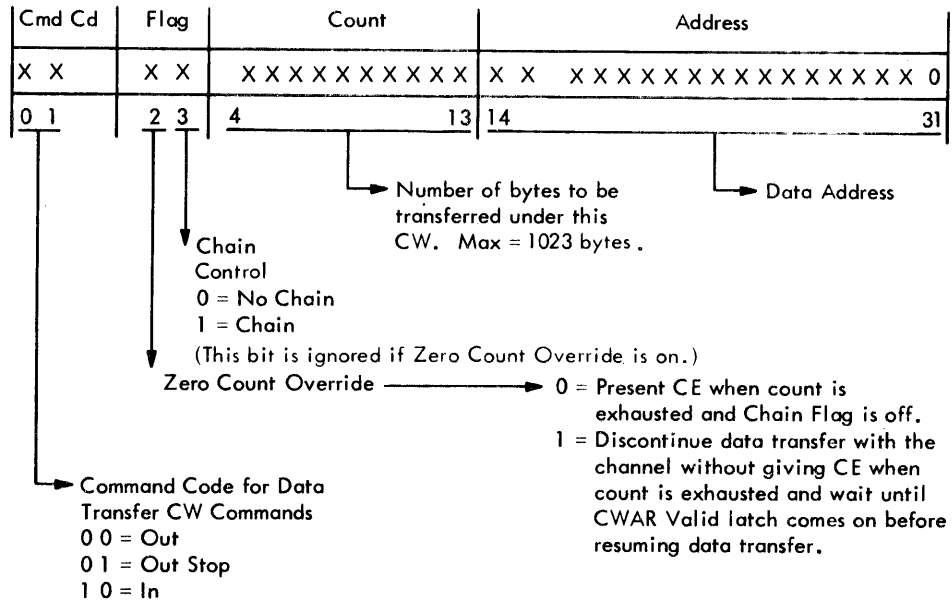 Cmd Cd Flag Count Address
X X X X X X X X X X X X X X X X X X X X X X X X X X X X X X X 0
0 1 2 3 4 13 14 31
Number of bytes to be
transferred under this
CW. Max = 1023 bytes.
Data Address
Chain
Control
0 = No Chain
1 = Chain
(This bit is ignored if Zero Count Override is on.)
Zero Count Override
0 = Present CE when count is
exhausted and Chain Flag is off.
1 = Discontinue data transfer with the
channel without giving CE when
count is exhausted and wait until
CWAR Valid latch comes on before
resuming data transfer.
Command Code for Data
Transfer CW Commands
0 0 = Out
0 1 = Out Stop
1 0 = In